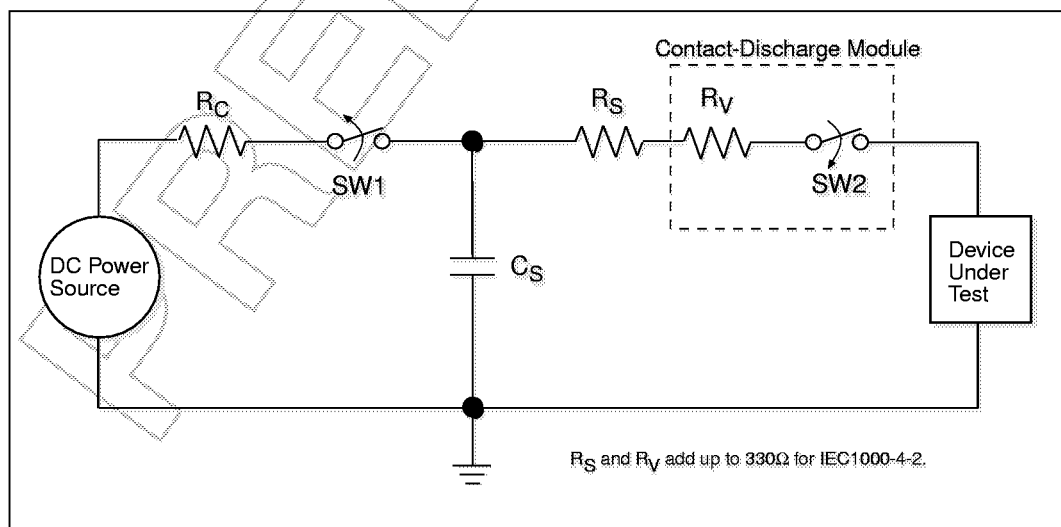 Contact-Discharge Module
RC
RS
RV
SW1
SW2
DC Power
Source
CS
Device
Under
Test
RS and RV add up to 330Ω for IEC1000-4-2.